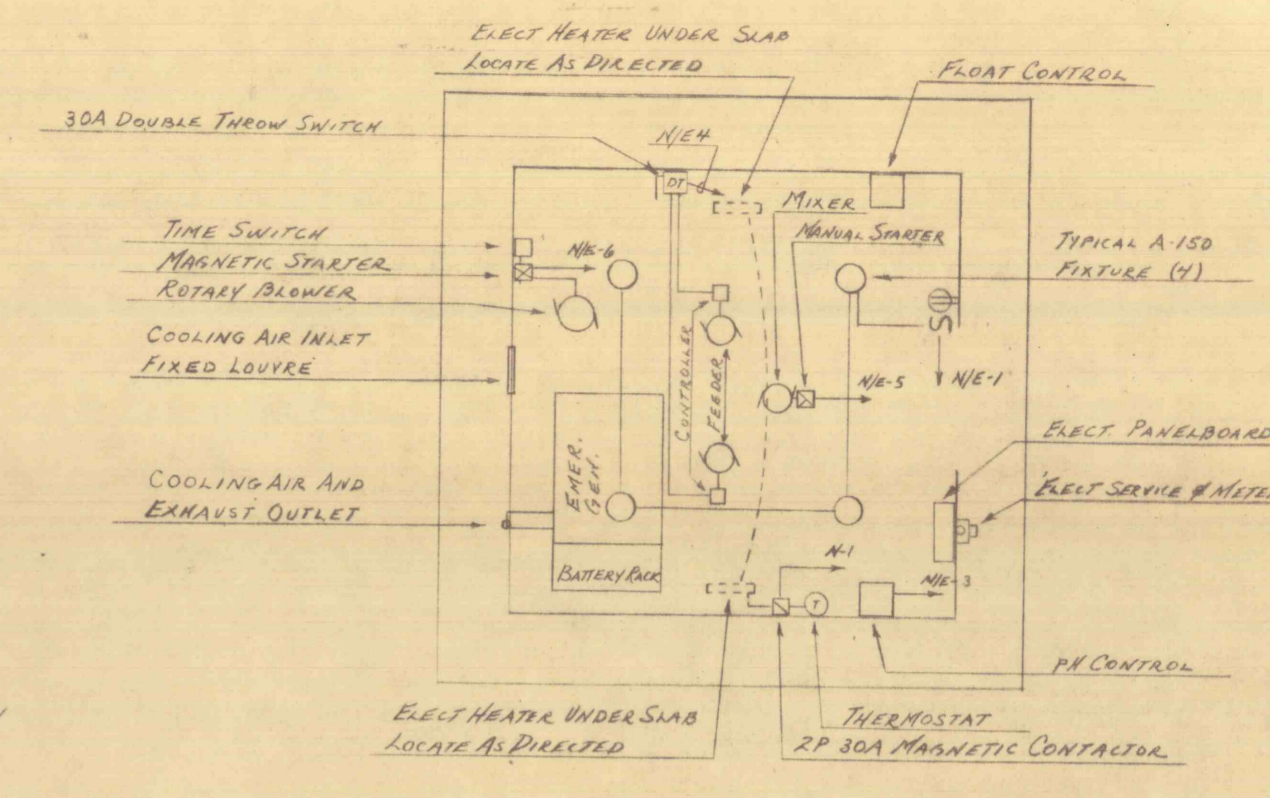 ELECT HEATER UNDER SLAB
LOCATE AS DIRECTED
FLOAT CONTROL
30A DOUBLE THROW SWITCH
N/E4
DT
MIXER
MANUAL STARTER
TIME SWITCH
MAGNETIC STARTER
ROTARY BLOWER
N/E-6
TYPICAL A-150
FIXTURE (4)
S
COOLING AIR INLET
FIXED LOUVRE
CONTROLLER
FEEDER
N/E-5
N/E-1
ELECT. PANELBOARD
EMER.
GEN.
COOLING AIR AND
EXHAUST OUTLET
ELECT SERVICE & METE
N-1
BATTERY RACK
N/E-3
T
PH CONTROL
ELECT HEATER UNDER SLAB
LOCATE AS DIRECTED
THERMOSTAT
2P 30A MAGNETIC CONTACTOR